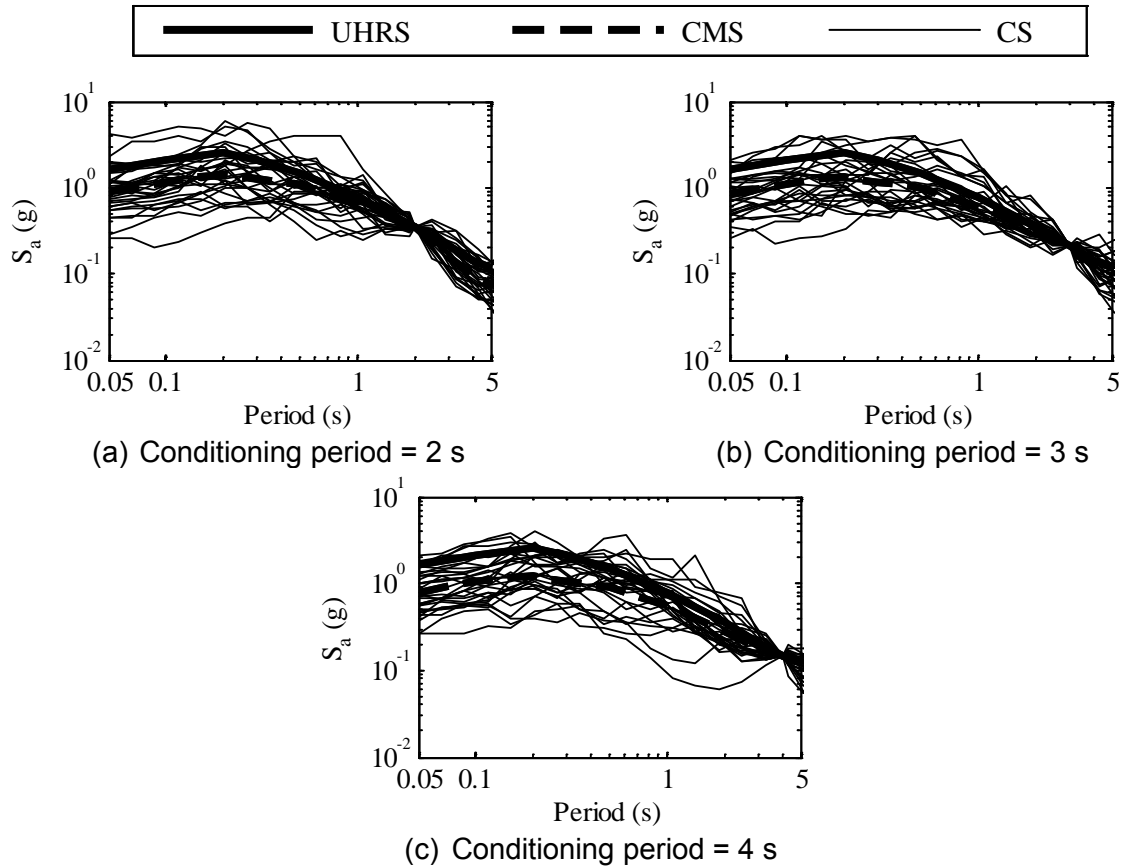 UHRS CMS CS
10^1
10^0
S_a (g)
10^-1
10^-2
0.05 0.1 1 5
Period (s)
(a) Conditioning period = 2 s
10^1
10^0
S_a (g)
10^-1
10^-2
0.05 0.1 1 5
Period (s)
(b) Conditioning period = 3 s
10^1
10^0
S_a (g)
10^-1
10^-2
0.05 0.1 1 5
Period (s)
(c) Conditioning period = 4 s